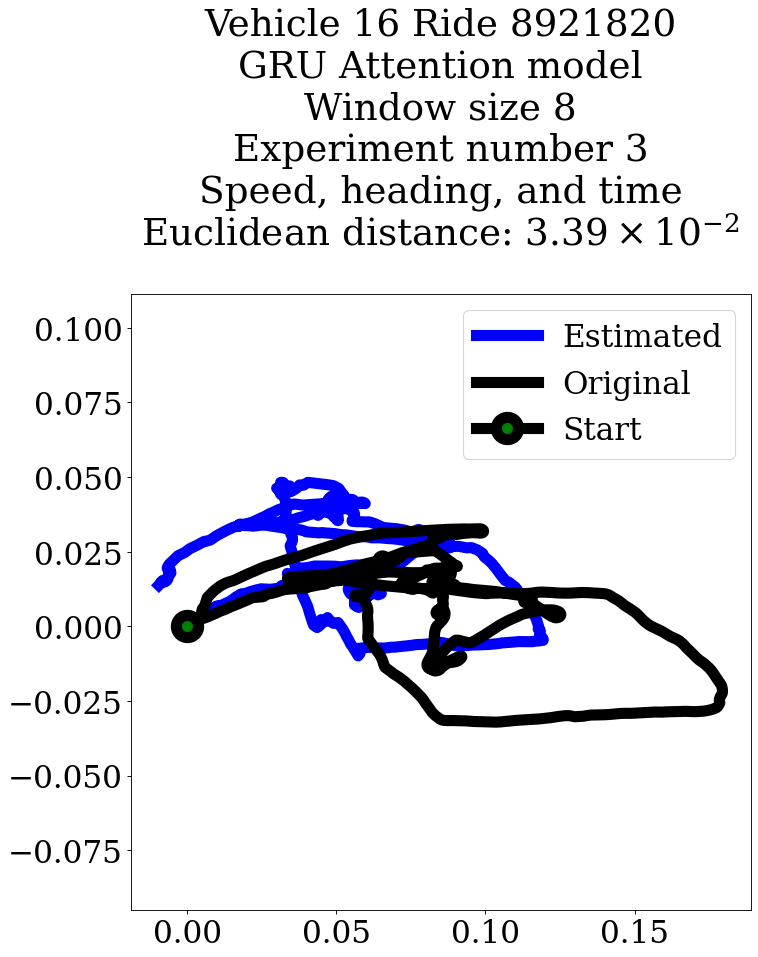 Vehicle 16 Ride 8921820
GRU Attention model
Window size 8
Experiment number 3
Speed, heading, and time
Euclidean distance: 3.39 × 10⁻²
Estimated
Original
Start
0.100
0.075
0.050
0.025
0.000
−0.025
−0.050
−0.075
0.00 0.05 0.10 0.15